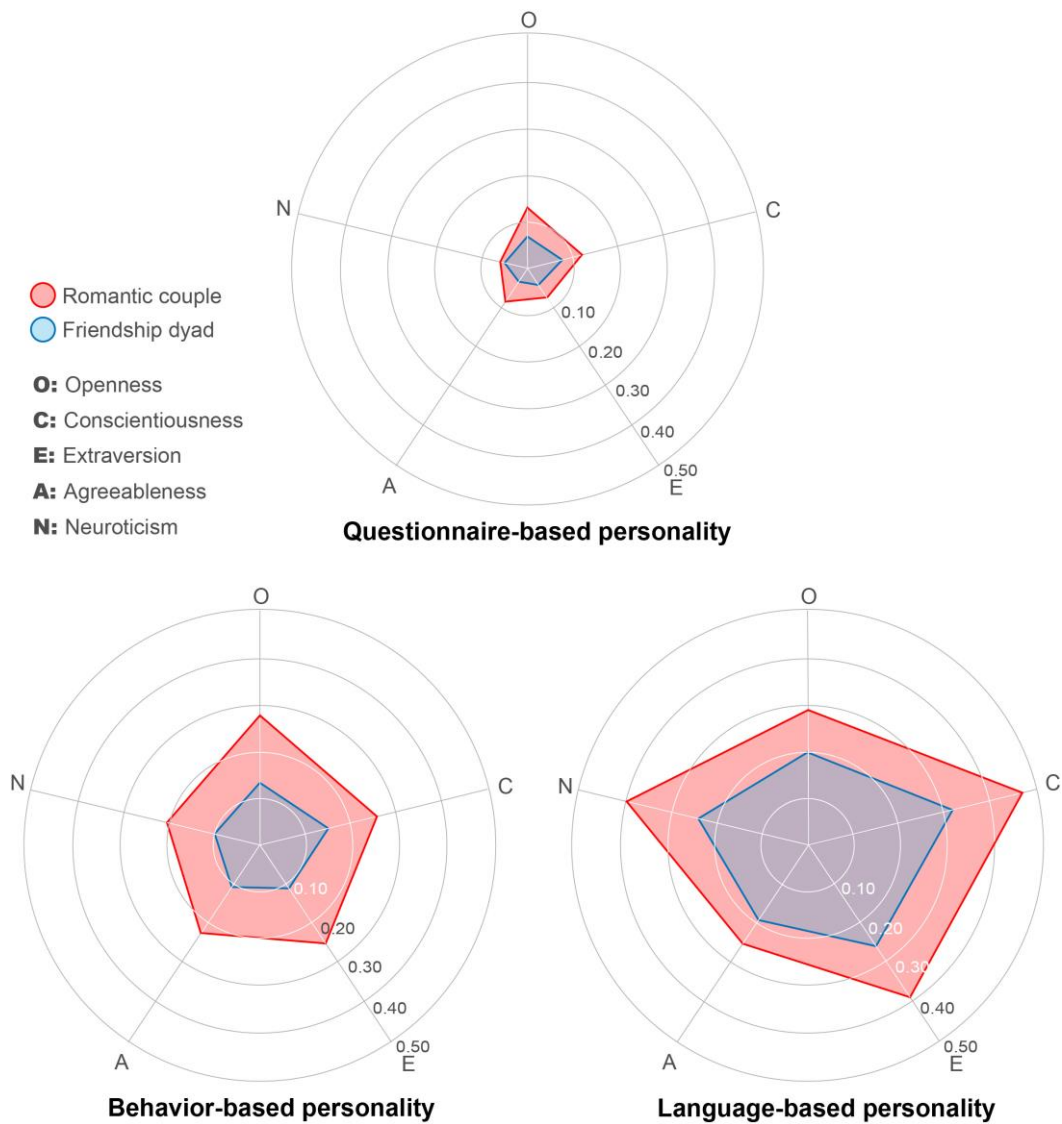 O
N
C
Romantic couple
Friendship dyad
0.10
0.20
0.30
0.40
0.50
O: Openness
C: Conscientiousness
E: Extraversion
A: Agreeableness
N: Neuroticism
A
E
Questionnaire-based personality
O
N
C
0.10
0.20
0.30
0.40
0.50
A
E
Behavior-based personality
O
N
C
0.10
0.20
0.30
0.40
0.50
A
E
Language-based personality